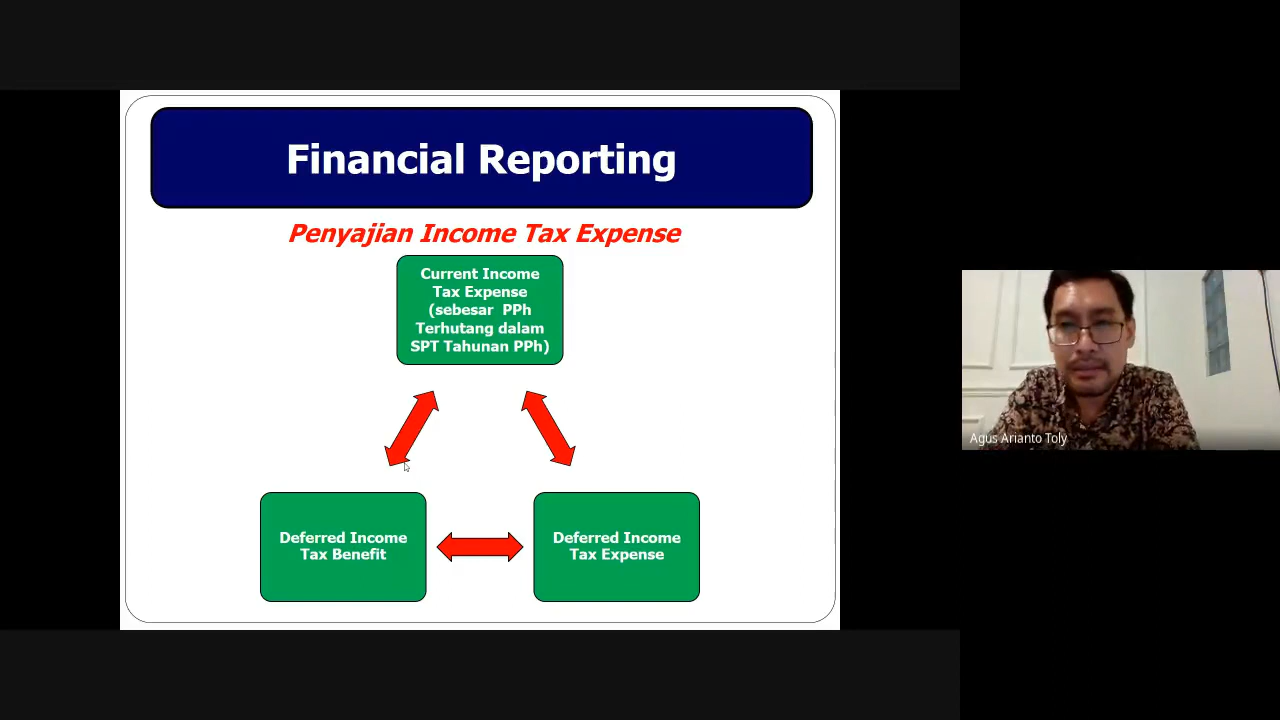 Financial Reporting
Penyajian Income Tax Expense
Current Income
Tax Expense
(sebesar PPh
Terhutang dalam
SPT Tahunan PPh)
Deferred Income
Tax Benefit
Deferred Income
Tax Expense
Agus Arianto Toly